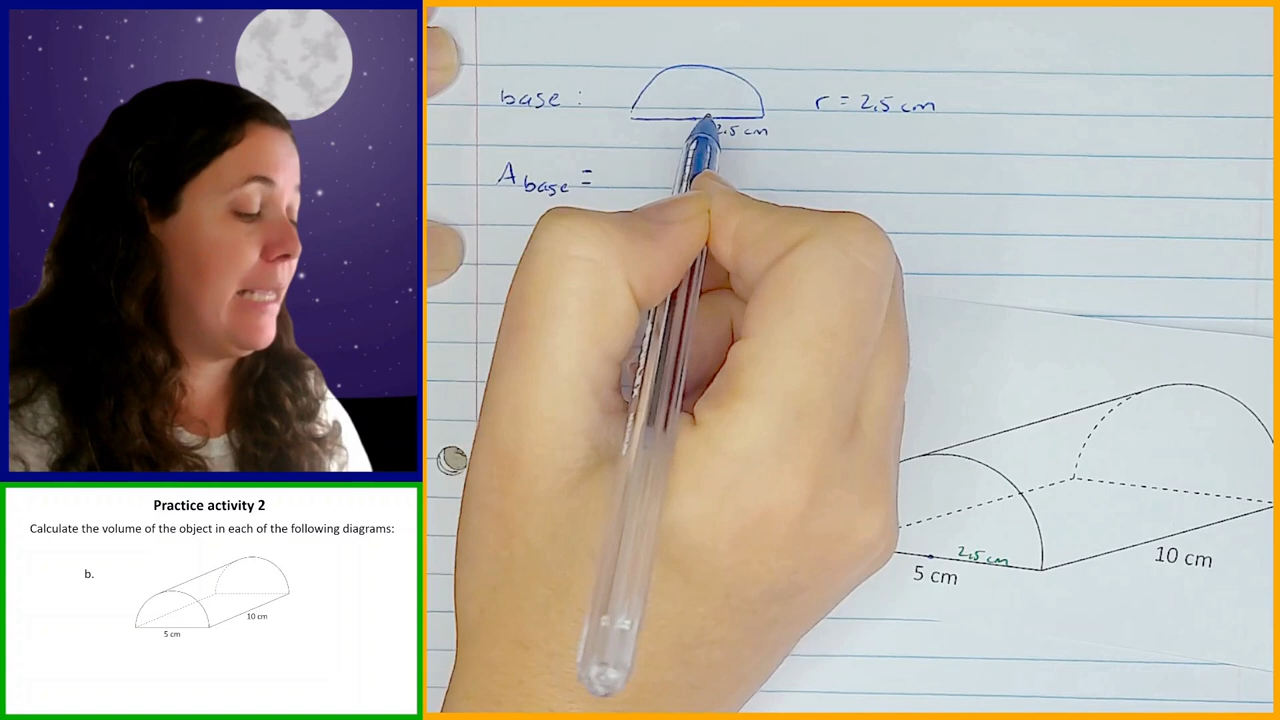 base : r = 2,5 cm
2,5 cm
A base =
2,5 cm
5 cm
10 cm
Practice activity 2
Calculate the volume of the object in each of the following diagrams:
b.
10 cm
5 cm